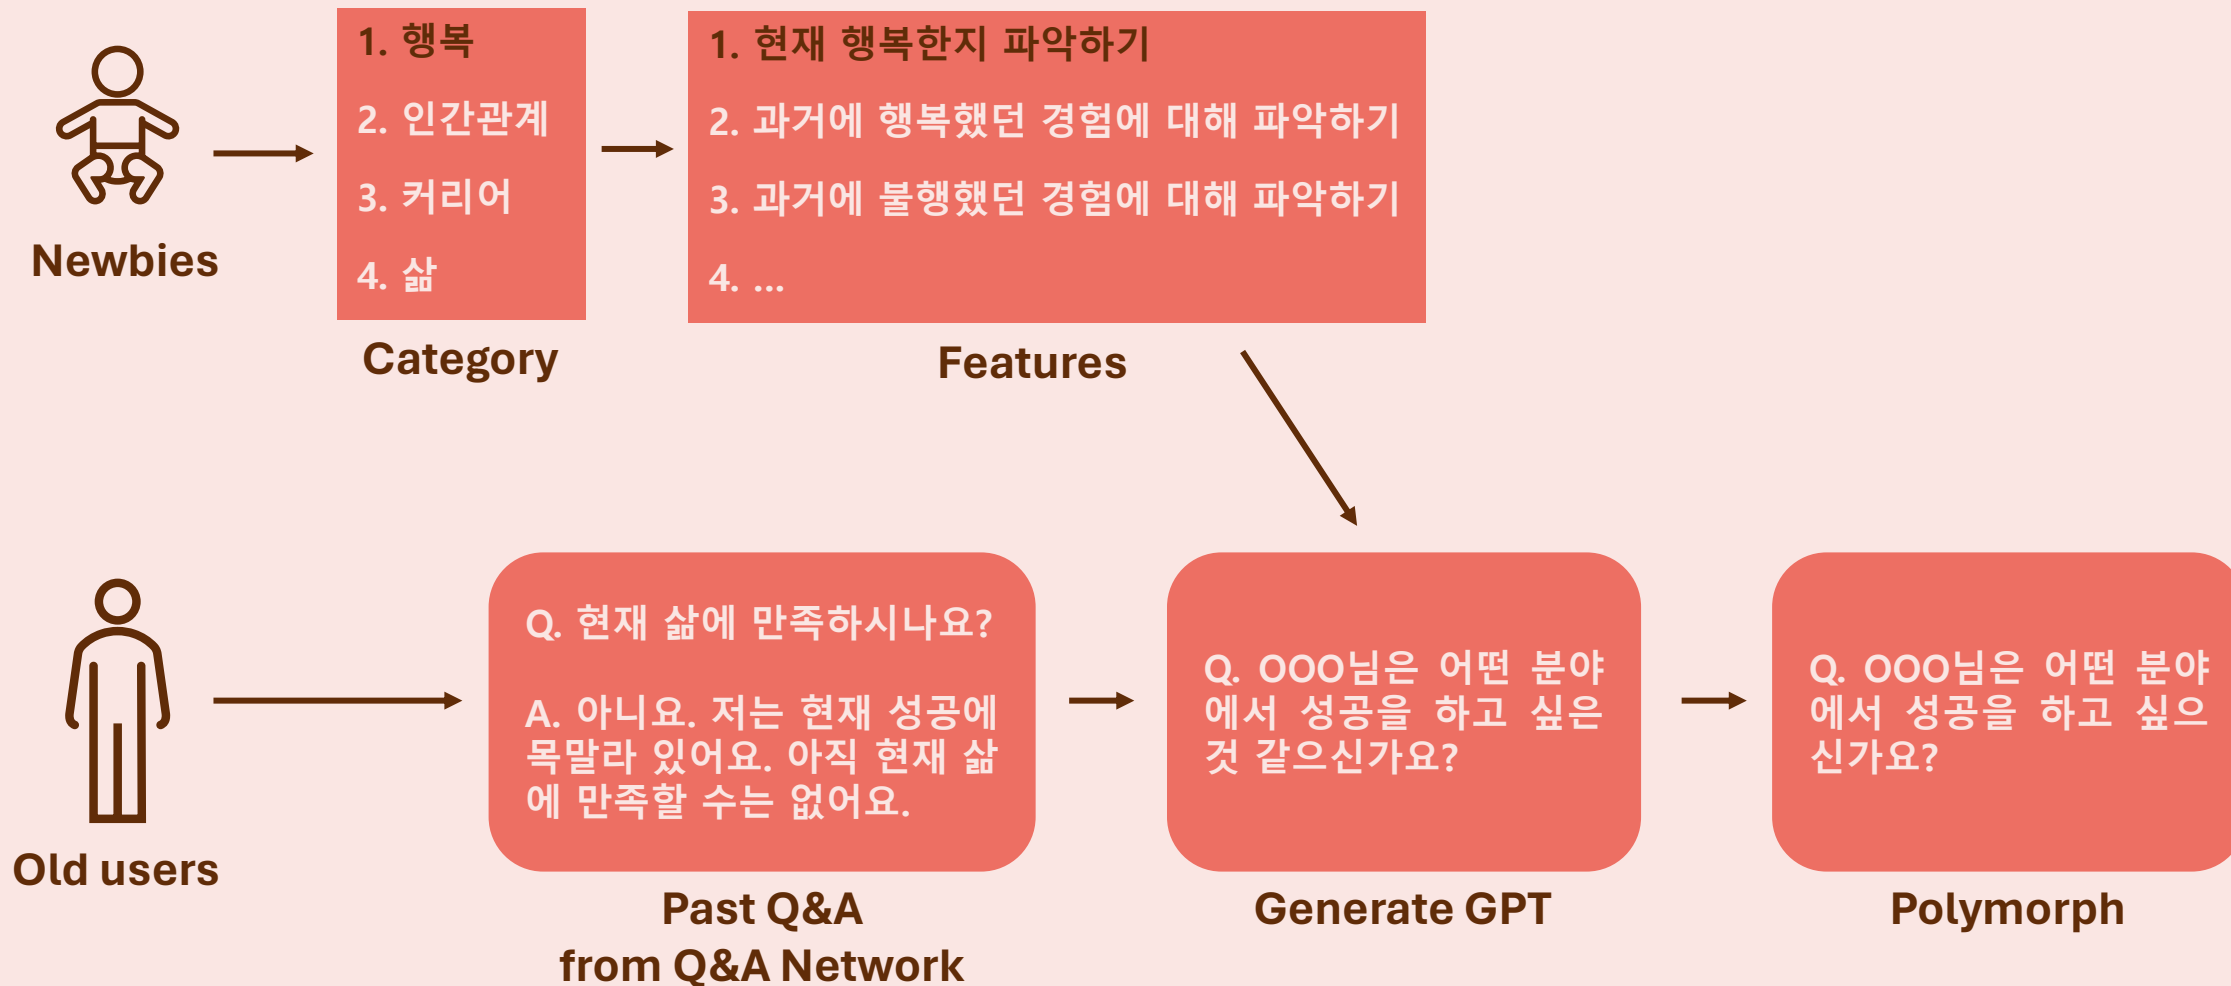 1. 행복
2. 인간관계
3. 커리어
4. 삶
1. 현재 행복한지 파악하기
2. 과거에 행복했던 경험에 대해 파악하기
3. 과거에 불행했던 경험에 대해 파악하기
4. ...
Newbies
Category
Features
Q. 현재 삶에 만족하시나요?
A. 아니요. 저는 현재 성공에
목말라 있어요. 아직 현재 삶
에 만족할 수는 없어요.
Q. OOO님은 어떤 분야
에서 성공을 하고 싶은
것 같으신가요?
Q. OOO님은 어떤 분야
에서 성공을 하고 싶으
신가요?
Old users
Past Q&A
from Q&A Network
Generate GPT
Polymorph